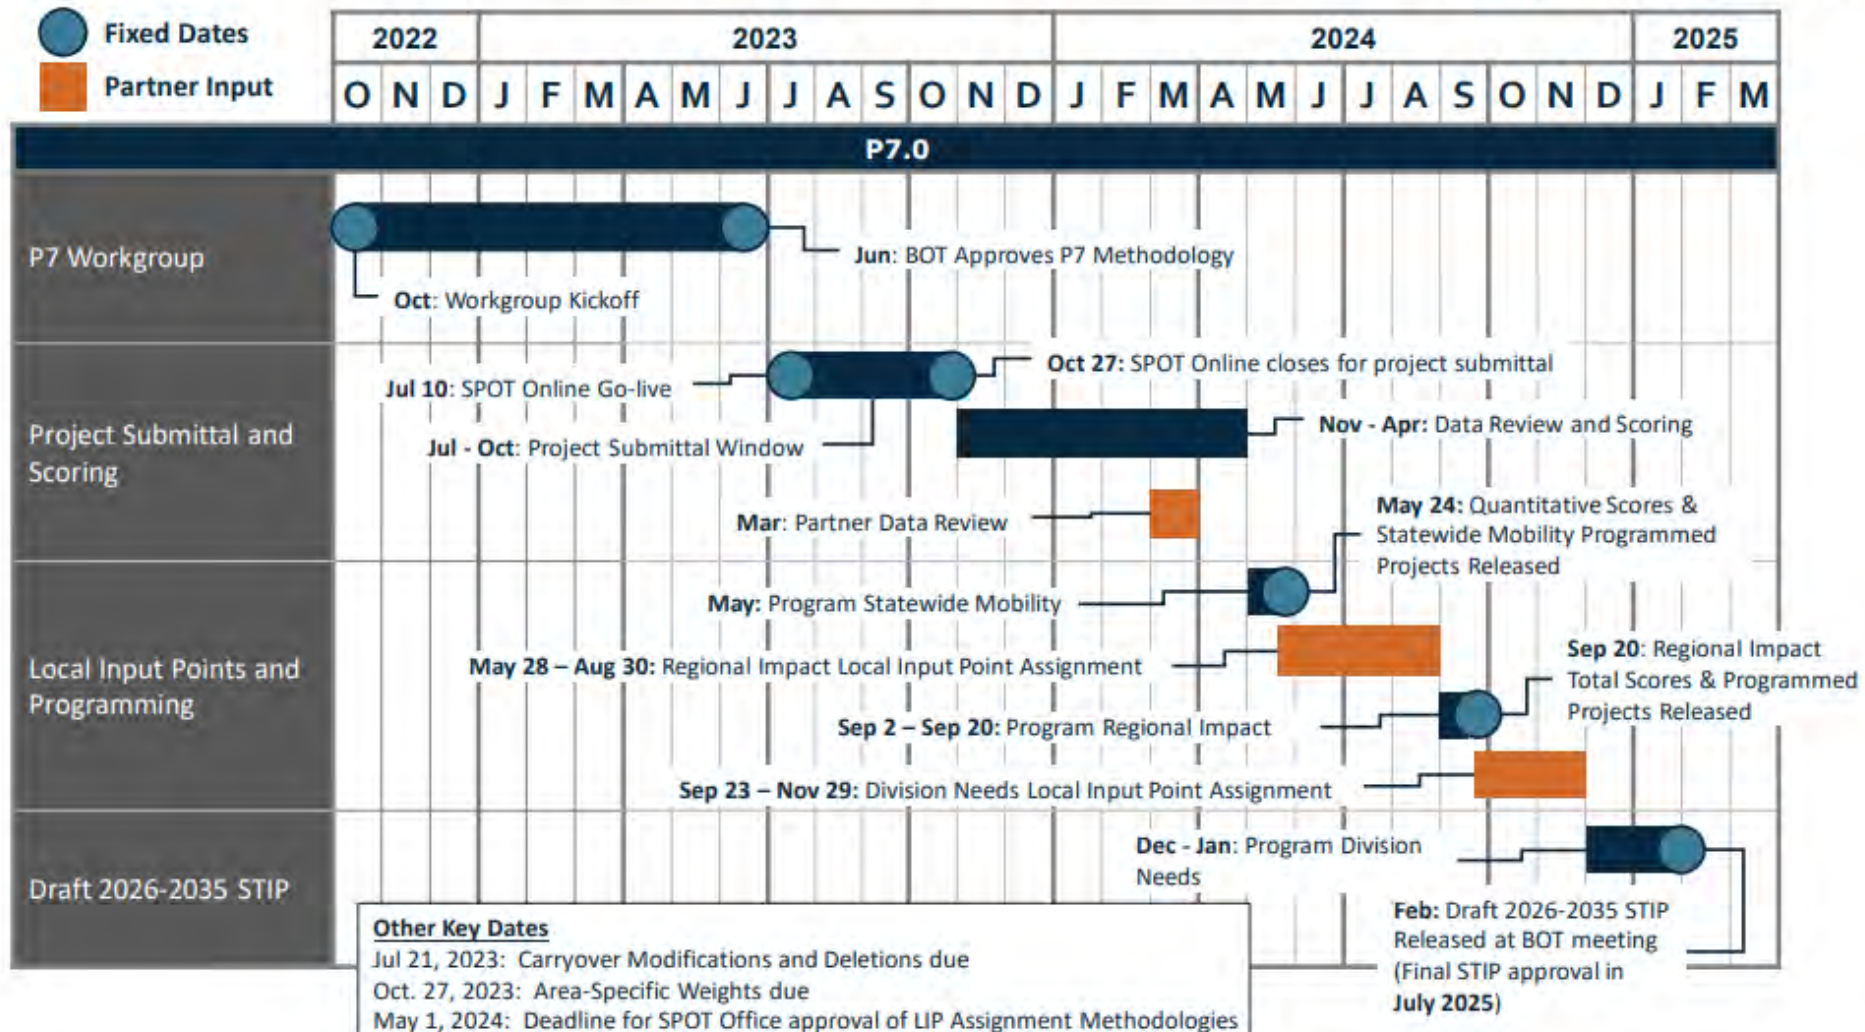 Fixed Dates
Partner Input
2022 2023 2024 2025
O N D J F M A M J J A S O N D J F M A M J J A S O N D J F M
P7.0
P7 Workgroup
Jun: BOT Approves P7 Methodology
Oct: Workgroup Kickoff
Project Submittal and
Scoring
Oct 27: SPOT Online closes for project submittal
Jul 10: SPOT Online Go-live
Jul - Oct: Project Submittal Window
Nov - Apr: Data Review and Scoring
Mar: Partner Data Review
May 24: Quantitative Scores &
Statewide Mobility Programmed
Projects Released
Local Input Points and
Programming
May: Program Statewide Mobility
May 28 – Aug 30: Regional Impact Local Input Point Assignment
Sep 20: Regional Impact
Total Scores & Programmed
Projects Released
Sep 2 – Sep 20: Program Regional Impact
Sep 23 – Nov 29: Division Needs Local Input Point Assignment
Draft 2026-2035 STIP
Dec - Jan: Program Division
Needs
Feb: Draft 2026-2035 STIP
Released at BOT meeting
(Final STIP approval in
July 2025)
Other Key Dates
Jul 21, 2023: Carryover Modifications and Deletions due
Oct. 27, 2023: Area-Specific Weights due
May 1, 2024: Deadline for SPOT Office approval of LIP Assignment Methodologies